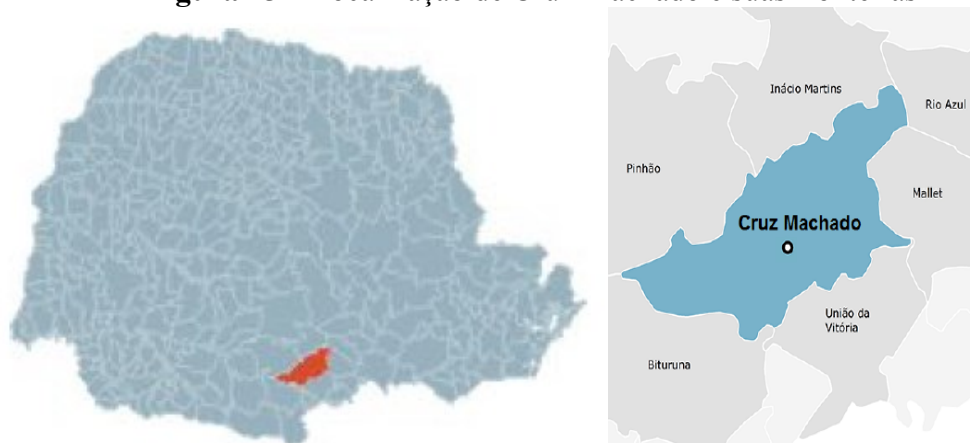 Inácio Martins
Rio Azul
Pinhão
Mallet
Cruz Machado
União da
Vitória
Bituruna